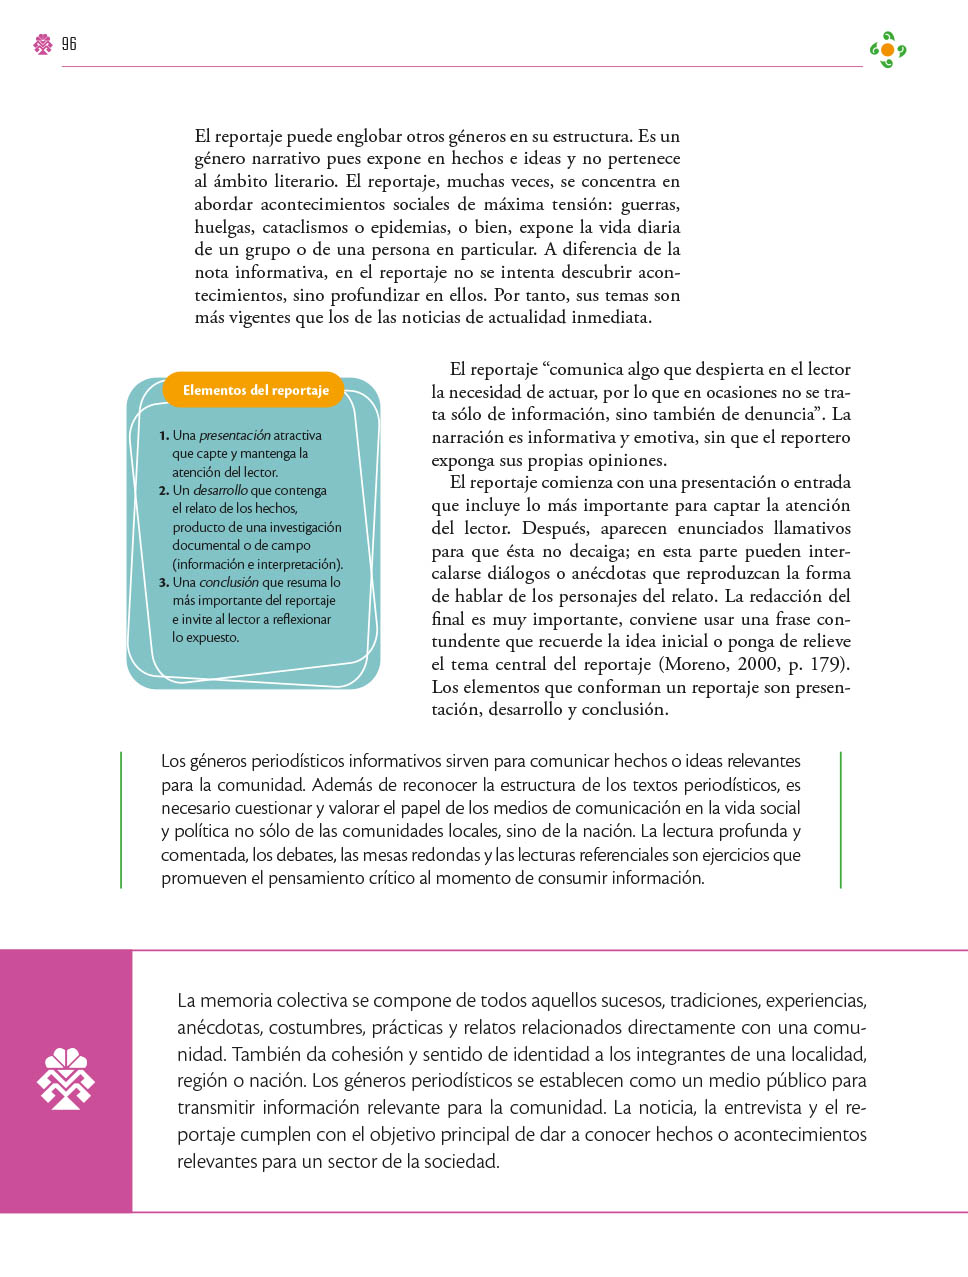 96
El reportaje puede englobar otros géneros en su estructura. Es un
género narrativo pues expone en hechos e ideas y no pertenece
al ámbito literario. El reportaje, muchas veces, se concentra en
abordar acontecimientos sociales de máxima tensión: guerras,
huelgas, cataclismos o epidemias, o bien, expone la vida diaria
de un grupo o de una persona en particular. A diferencia de la
nota informativa, en el reportaje no se intenta descubrir acon-
tecimientos, sino profundizar en ellos. Por tanto, sus temas son
más vigentes que los de las noticias de actualidad inmediata.
Elementos del reportaje
1. Una presentación atractiva
que capte y mantenga la
atención del lector.
2. Un desarrollo que contenga
el relato de los hechos,
producto de una investigación
documental o de campo
(información e interpretación).
3. Una conclusión que resuma lo
más importante del reportaje
e invite al lector a reflexionar
lo expuesto.
El reportaje “comunica algo que despierta en el lector
la necesidad de actuar, por lo que en ocasiones no se tra-
ta sólo de información, sino también de denuncia”. La
narración es informativa y emotiva, sin que el reportero
exponga sus propias opiniones.
El reportaje comienza con una presentación o entrada
que incluye lo más importante para captar la atención
del lector. Después, aparecen enunciados llamativos
para que ésta no decaiga; en esta parte pueden inter-
calarse diálogos o anécdotas que reproduzcan la forma
de hablar de los personajes del relato. La redacción del
final es muy importante, conviene usar una frase con-
tundente que recuerde la idea inicial o ponga de relieve
el tema central del reportaje (Moreno, 2000, p. 179).
Los elementos que conforman un reportaje son presen-
tación, desarrollo y conclusión.
Los géneros periodísticos informativos sirven para comunicar hechos o ideas relevantes
para la comunidad. Además de reconocer la estructura de los textos periodísticos, es
necesario cuestionar y valorar el papel de los medios de comunicación en la vida social
y política no sólo de las comunidades locales, sino de la nación. La lectura profunda y
comentada, los debates, las mesas redondas y las lecturas referenciales son ejercicios que
promueven el pensamiento crítico al momento de consumir información.
La memoria colectiva se compone de todos aquellos sucesos, tradiciones, experiencias,
anécdotas, costumbres, prácticas y relatos relacionados directamente con una comu-
nidad. También da cohesión y sentido de identidad a los integrantes de una localidad,
región o nación. Los géneros periodísticos se establecen como un medio público para
transmitir información relevante para la comunidad. La noticia, la entrevista y el re-
portaje cumplen con el objetivo principal de dar a conocer hechos o acontecimientos
relevantes para un sector de la sociedad.